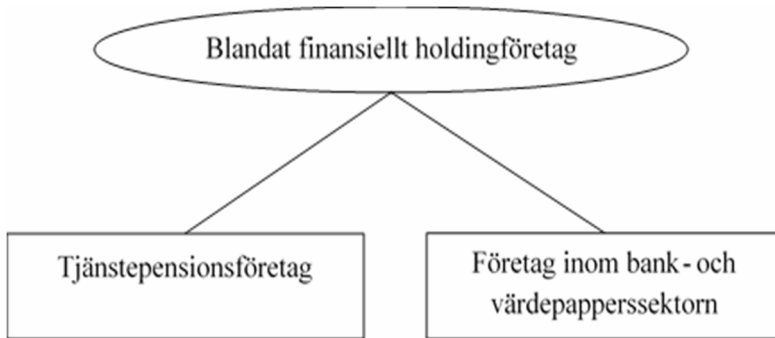 Blandat finansiellt holdingföretag
Tjänstepensionsföretag
Företag inom bank- och
värdepapperssektorn